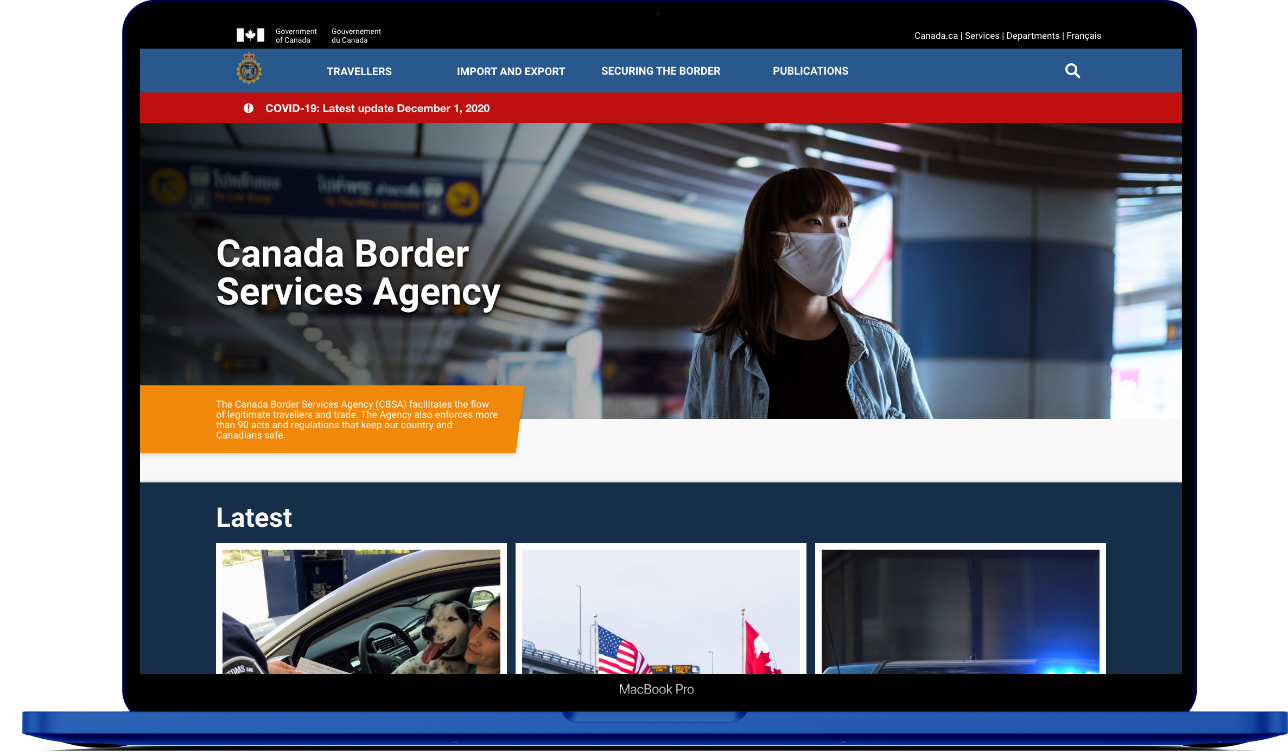 Government
of Canada
Gouvernement
du Canada
Canada.ca | Services | Departments | Français
TRAVELLERS
IMPORT AND EXPORT
SECURING THE BORDER
PUBLICATIONS
COVID-19: Latest update December 1, 2020
Canada Border
Services Agency
The Canada Border Services Agency (CBSA) facilitates the flow
of legitimate travellers and trade. The Agency also enforces more
than 90 acts and regulations that keep our country and
Canadians safe.
Latest
MacBook Pro